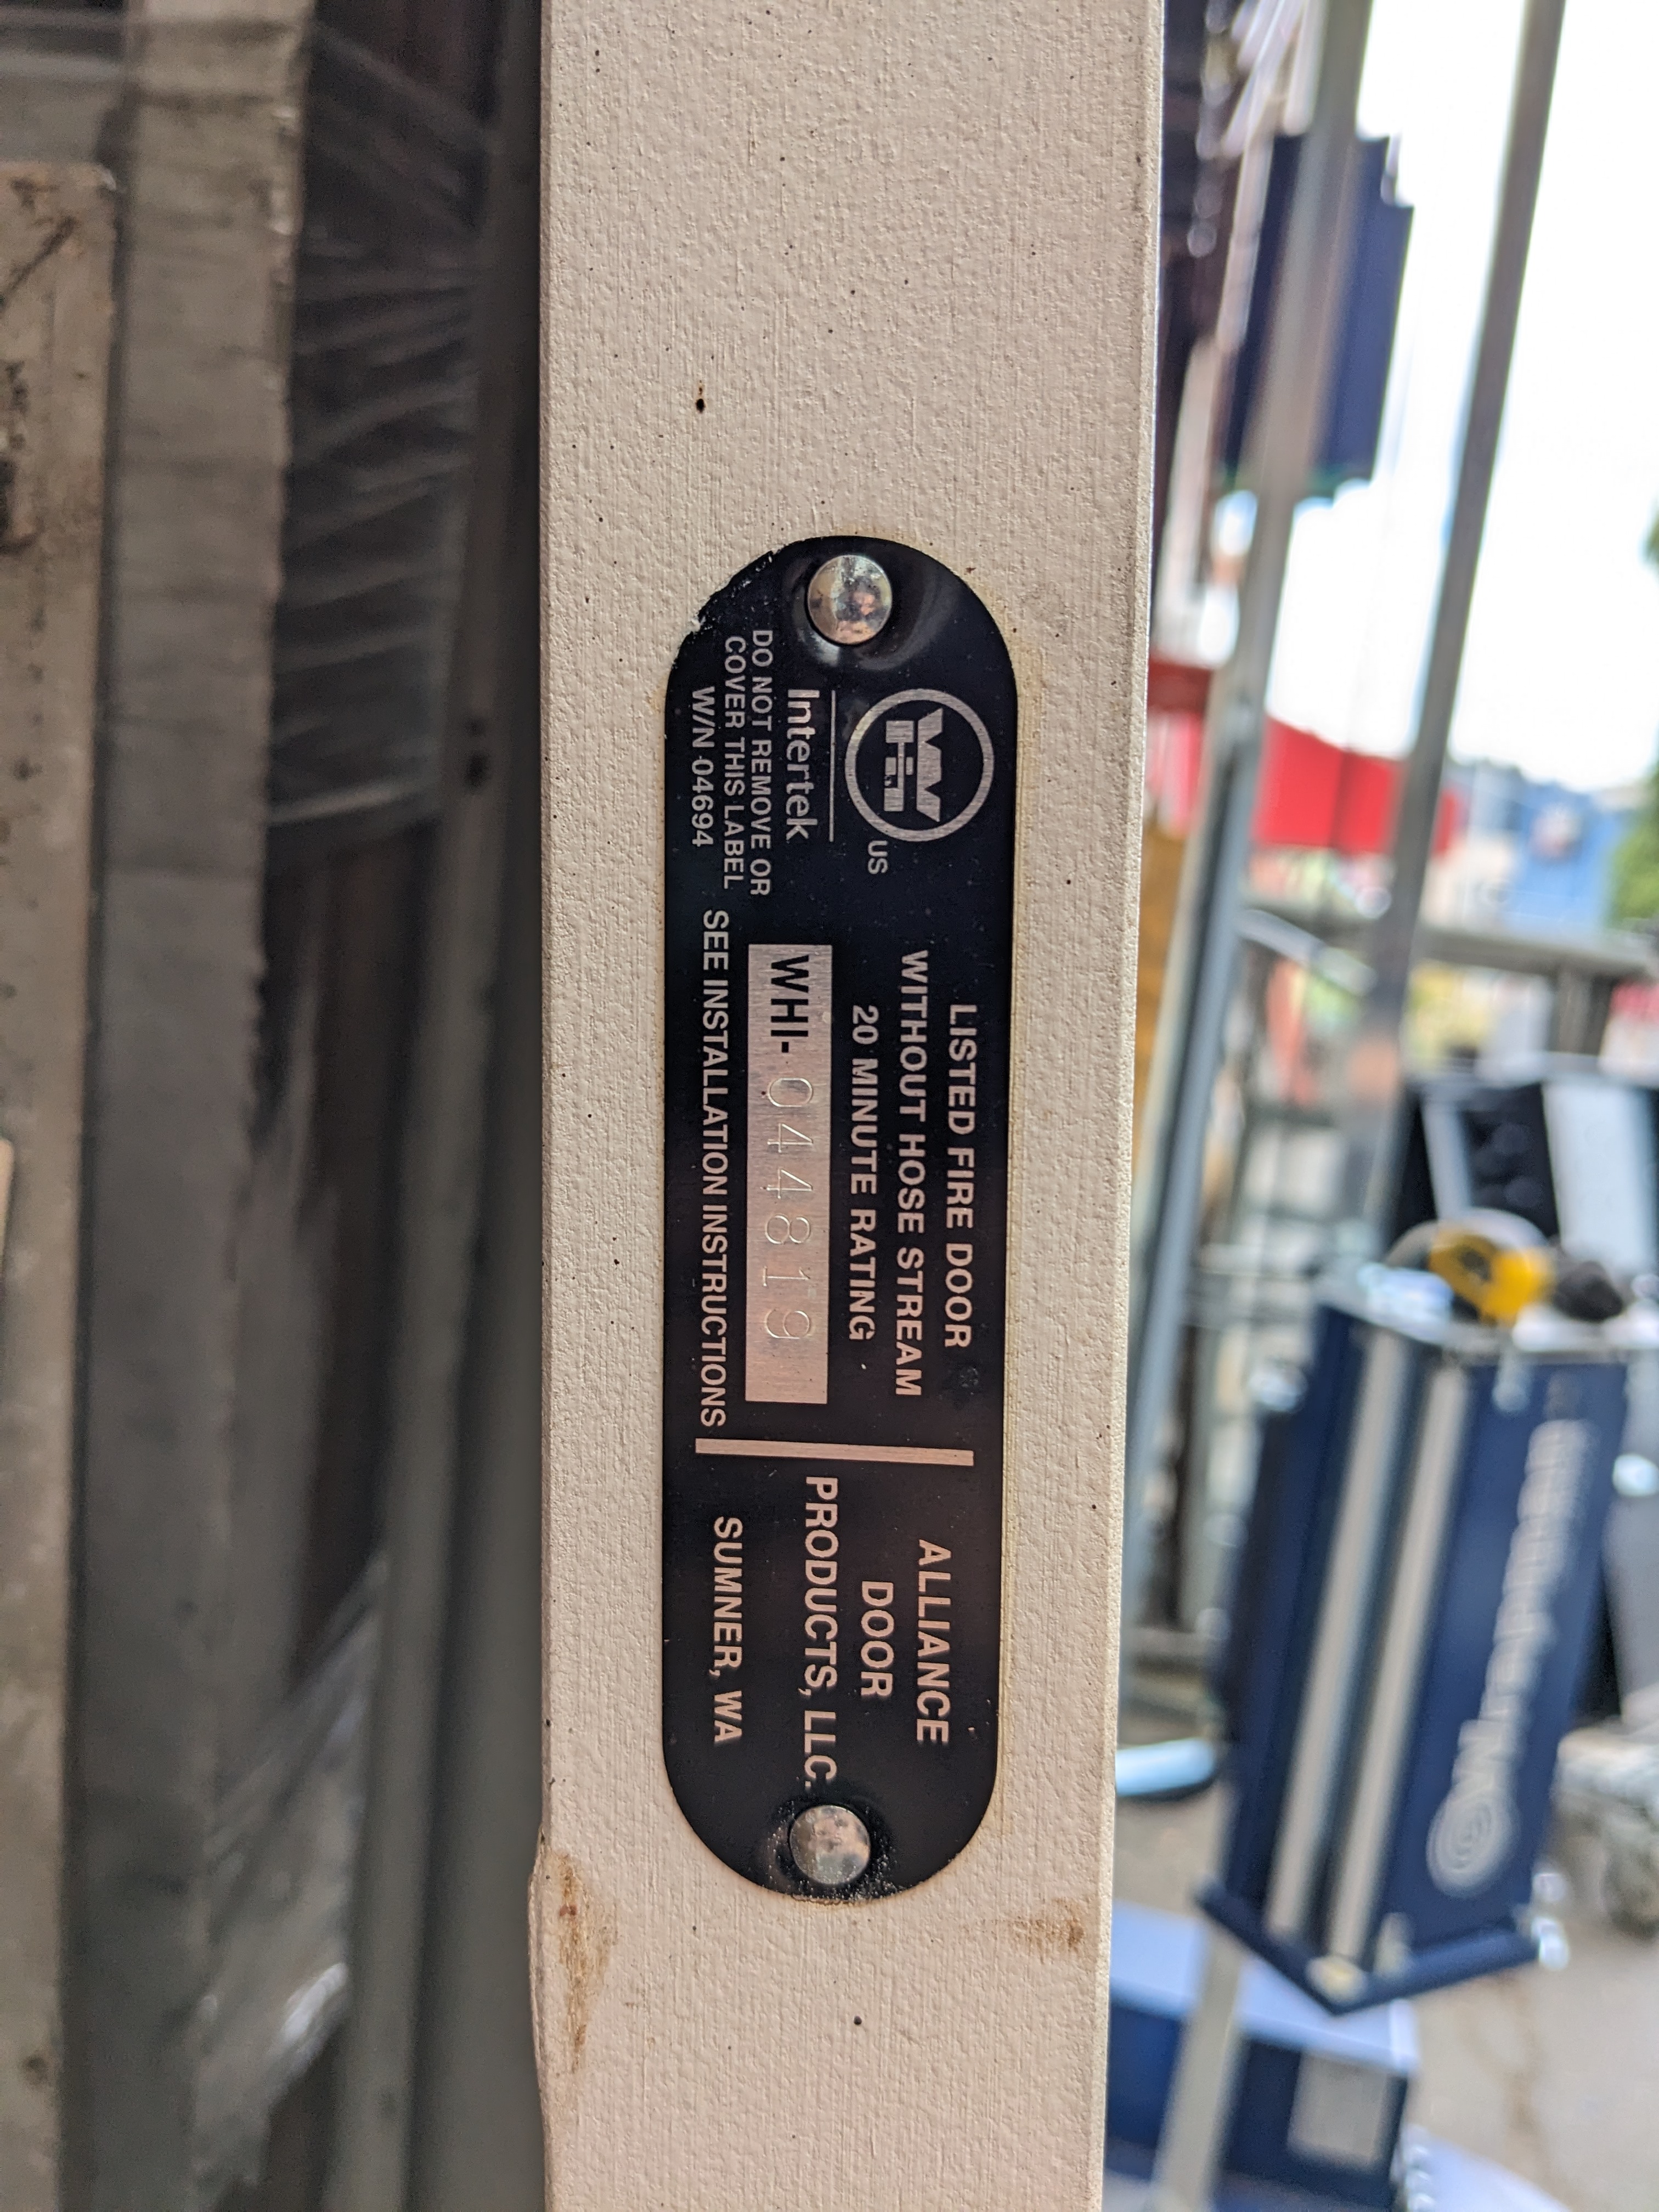 WH
US
Intertek
DO NOT REMOVE OR
COVER THIS LABEL
W/N 04694
LISTED FIRE DOOR
WITHOUT HOSE STREAM
20 MINUTE RATING
WHI- 044819
SEE INSTALLATION INSTRUCTIONS
ALLIANCE
DOOR
PRODUCTS, LLC.
SUMNER, WA